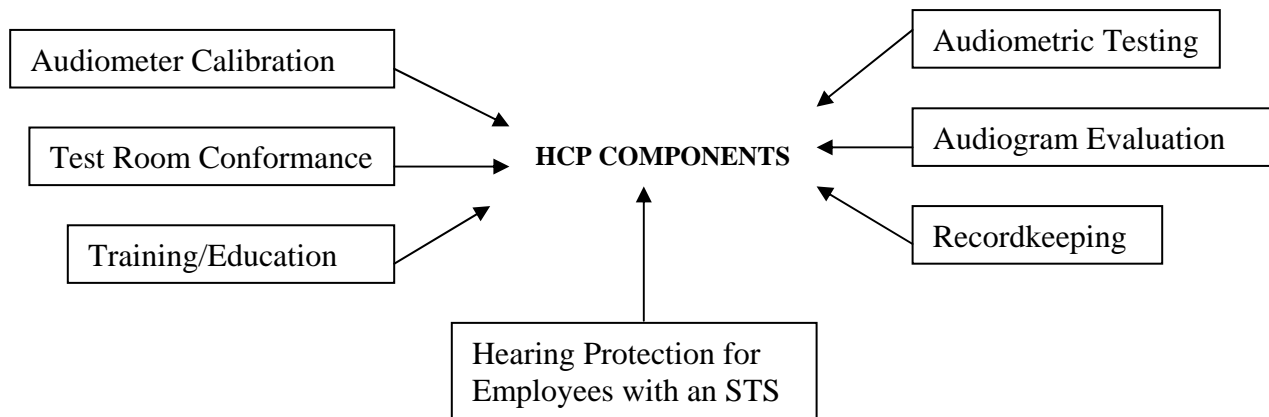 Audiometer Calibration
Test Room Conformance
Training/Education
HCP COMPONENTS
Audiometric Testing
Audiogram Evaluation
Recordkeeping
Hearing Protection for
Employees with an STS